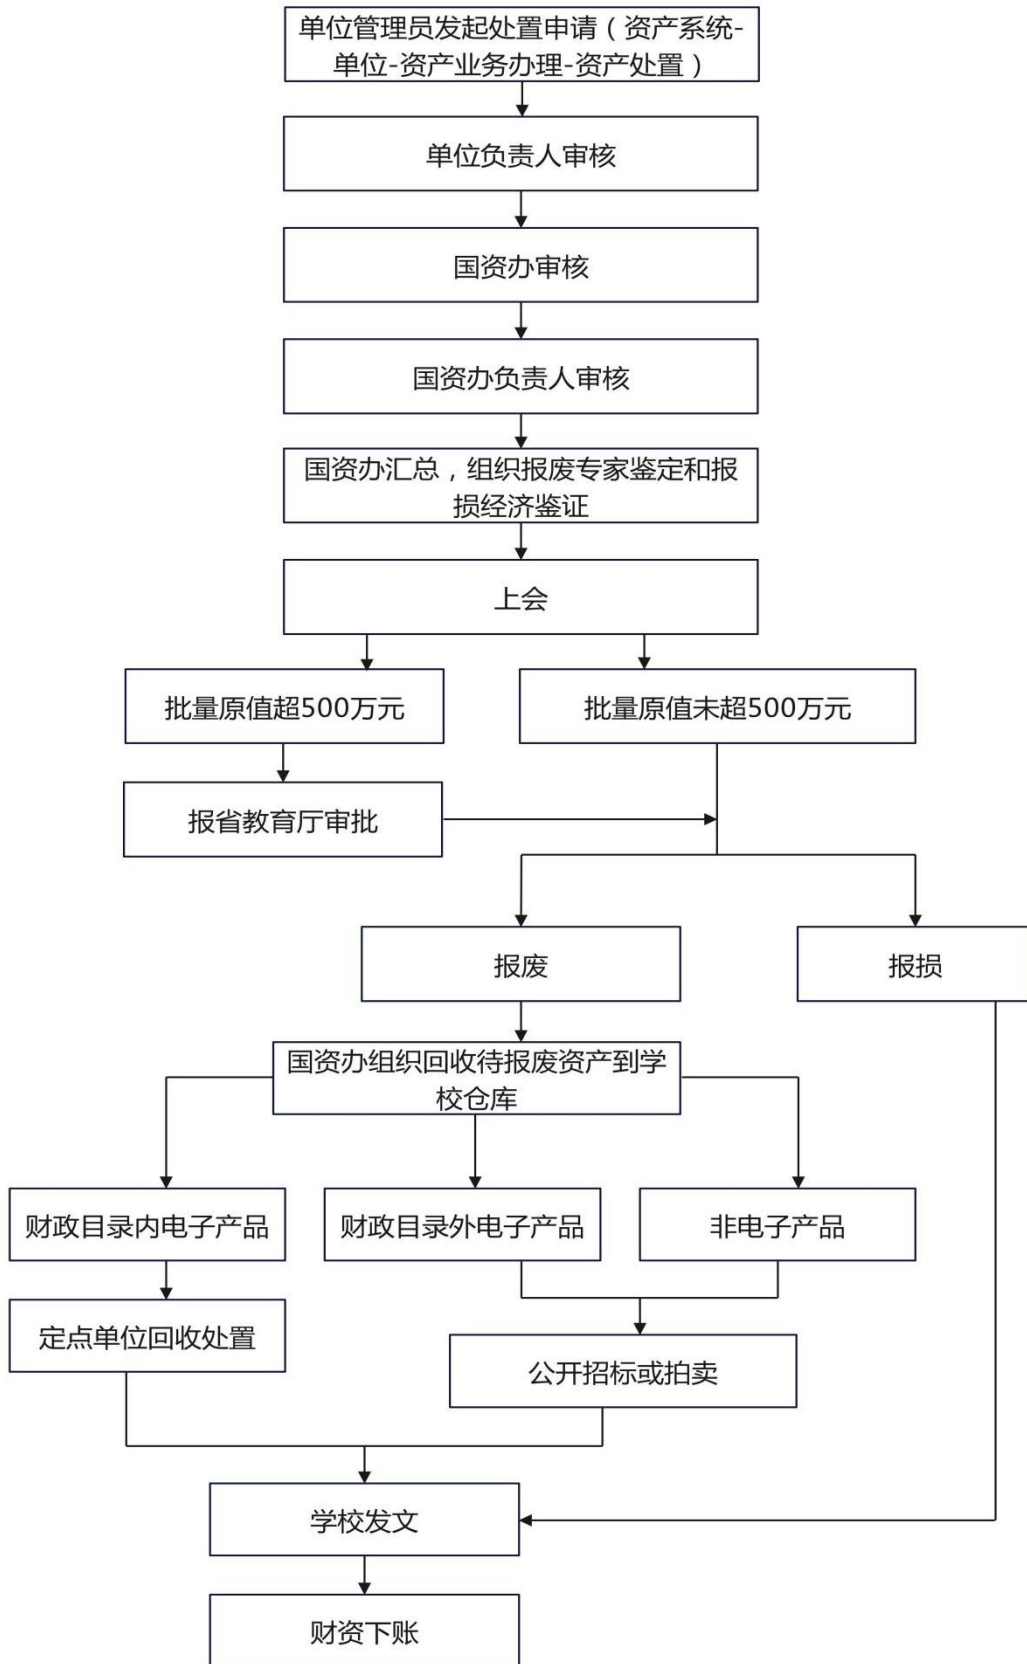 单位管理员发起处置申请（资产系统-
单位-资产业务办理-资产处置）
单位负责人审核
国资办审核
国资办负责人审核
国资办汇总，组织报废专家鉴定和报
损经济鉴证
上会
批量原值超500万元
批量原值未超500万元
报省教育厅审批
报废
报损
国资办组织回收待报废资产到学
校仓库
财政目录内电子产品
财政目录外电子产品
非电子产品
定点单位回收处置
公开招标或拍卖
学校发文
财资下账